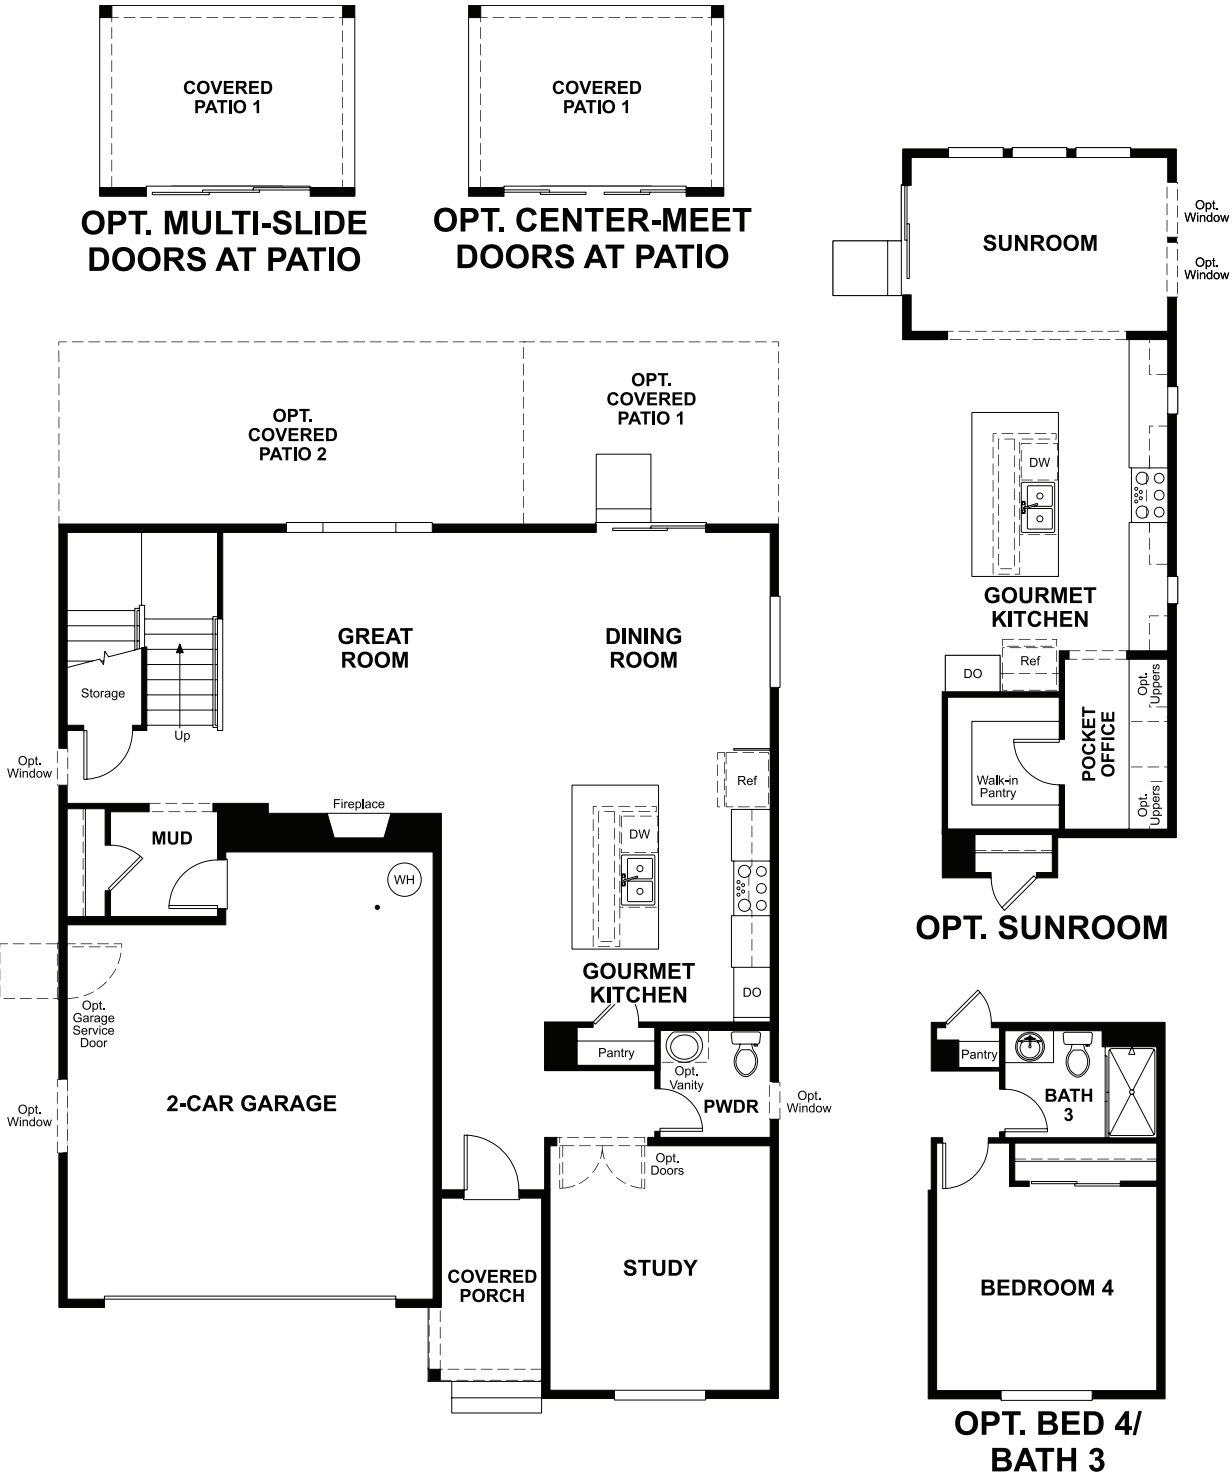 COVERED
PATIO 1
OPT. MULTI-SLIDE
DOORS AT PATIO
COVERED
PATIO 1
OPT. CENTER-MEET
DOORS AT PATIO
SUNROOM
Opt.
Window
Opt.
Window
DW
GOURMET
KITCHEN
DO
Ref
Opt.
Uppers
POCKET
OFFICE
Walk-in
Pantry
Opt.
Uppers
OPT. SUNROOM
OPT.
COVERED
PATIO 2
OPT.
COVERED
PATIO 1
GREAT
ROOM
DINING
ROOM
Storage
Up
Opt.
Window
Fireplace
MUD
WH
Ref
DW
GOURMET
KITCHEN
DO
Opt.
Garage
Service
Door
Pantry
Opt.
Vanity
PWDR
Opt.
Window
Opt.
Window
2-CAR GARAGE
Opt.
Doors
STUDY
COVERED
PORCH
Pantry
BATH
3
BEDROOM 4
OPT. BED 4/
BATH 3